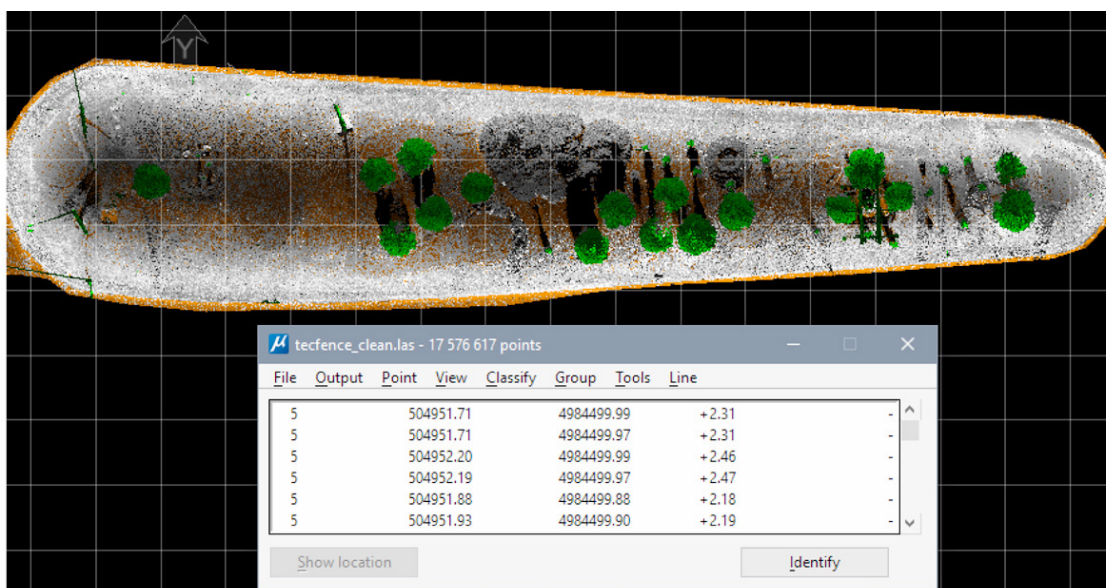 Y
µ tecfence_clean.las - 17 576 617 points
File Output Point View Classify Group Tools Line
5 504951.71 4984499.99 +2.31 -
5 504951.71 4984499.97 +2.31 -
5 504952.20 4984499.99 +2.46 -
5 504952.19 4984499.97 +2.47 -
5 504951.88 4984499.88 +2.18 -
5 504951.93 4984499.90 +2.19 -
Show location Identify